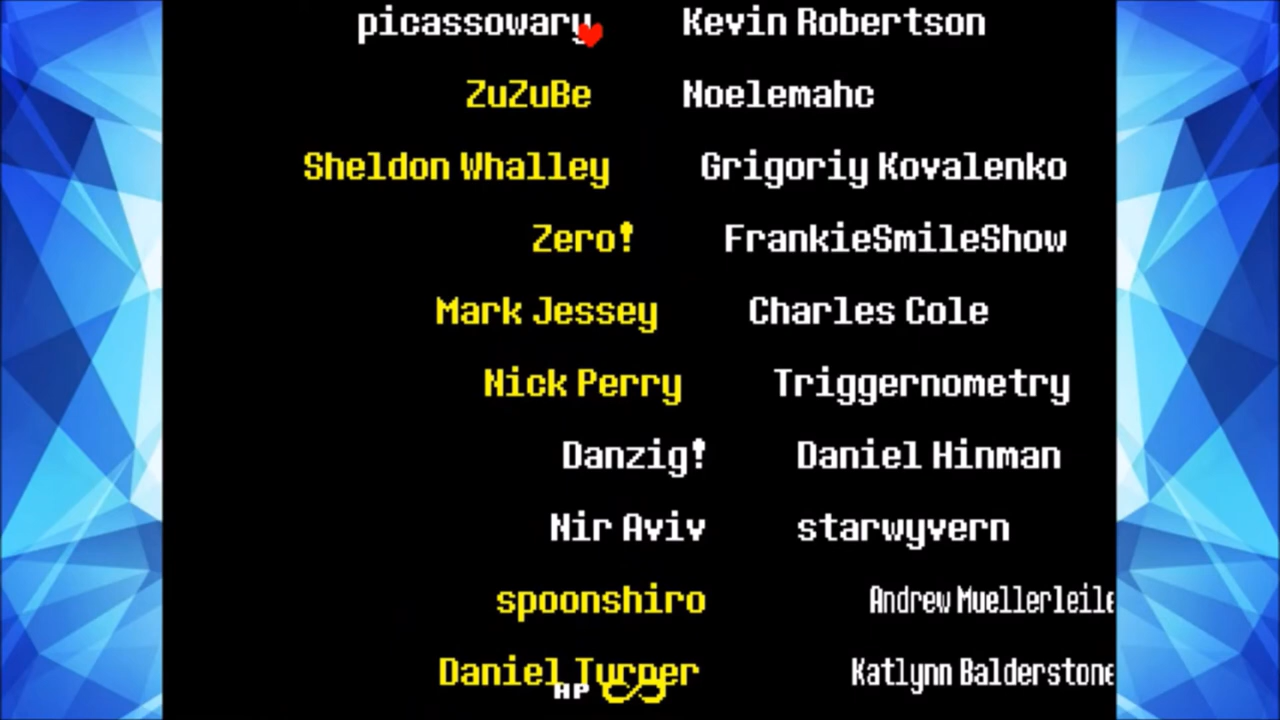 picassowary Kevin Robertson
ZuZuBe Noelemahc
Sheldon Whalley Grigoriy Kovalenko
Zero! FrankieSmileShow
Mark Jessey Charles Cole
Nick Perry Triggernometry
Danzig! Daniel Hinman
Nir Aviv starwyvern
spoonshiro Andrew Muellerleile
Daniel Turner Katlynn Balderstone
HP ∞